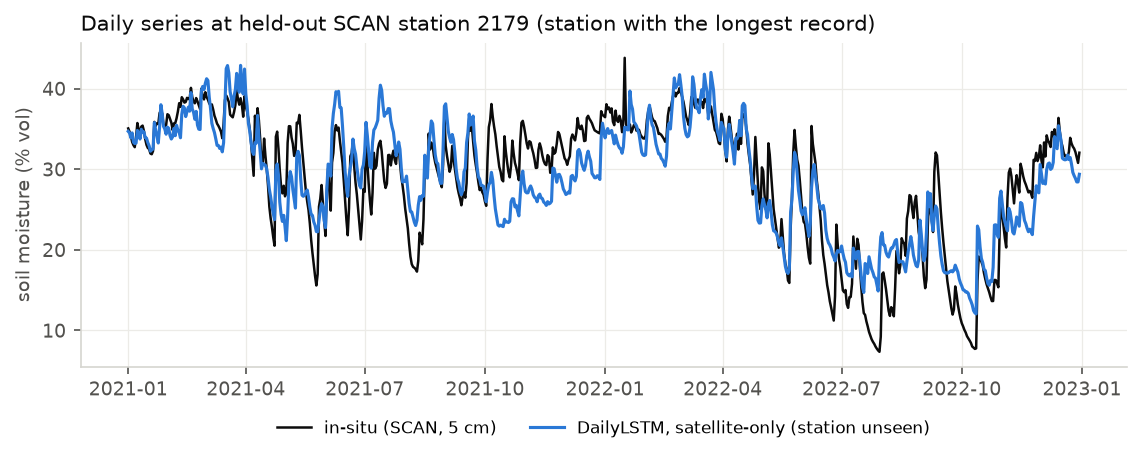 Daily series at held-out SCAN station 2179 (station with the longest record)
soil moisture (% vol)
40
30
20
10
2021-01 2021-04 2021-07 2021-10 2022-01 2022-04 2022-07 2022-10 2023-01
in-situ (SCAN, 5 cm) DailyLSTM, satellite-only (station unseen)